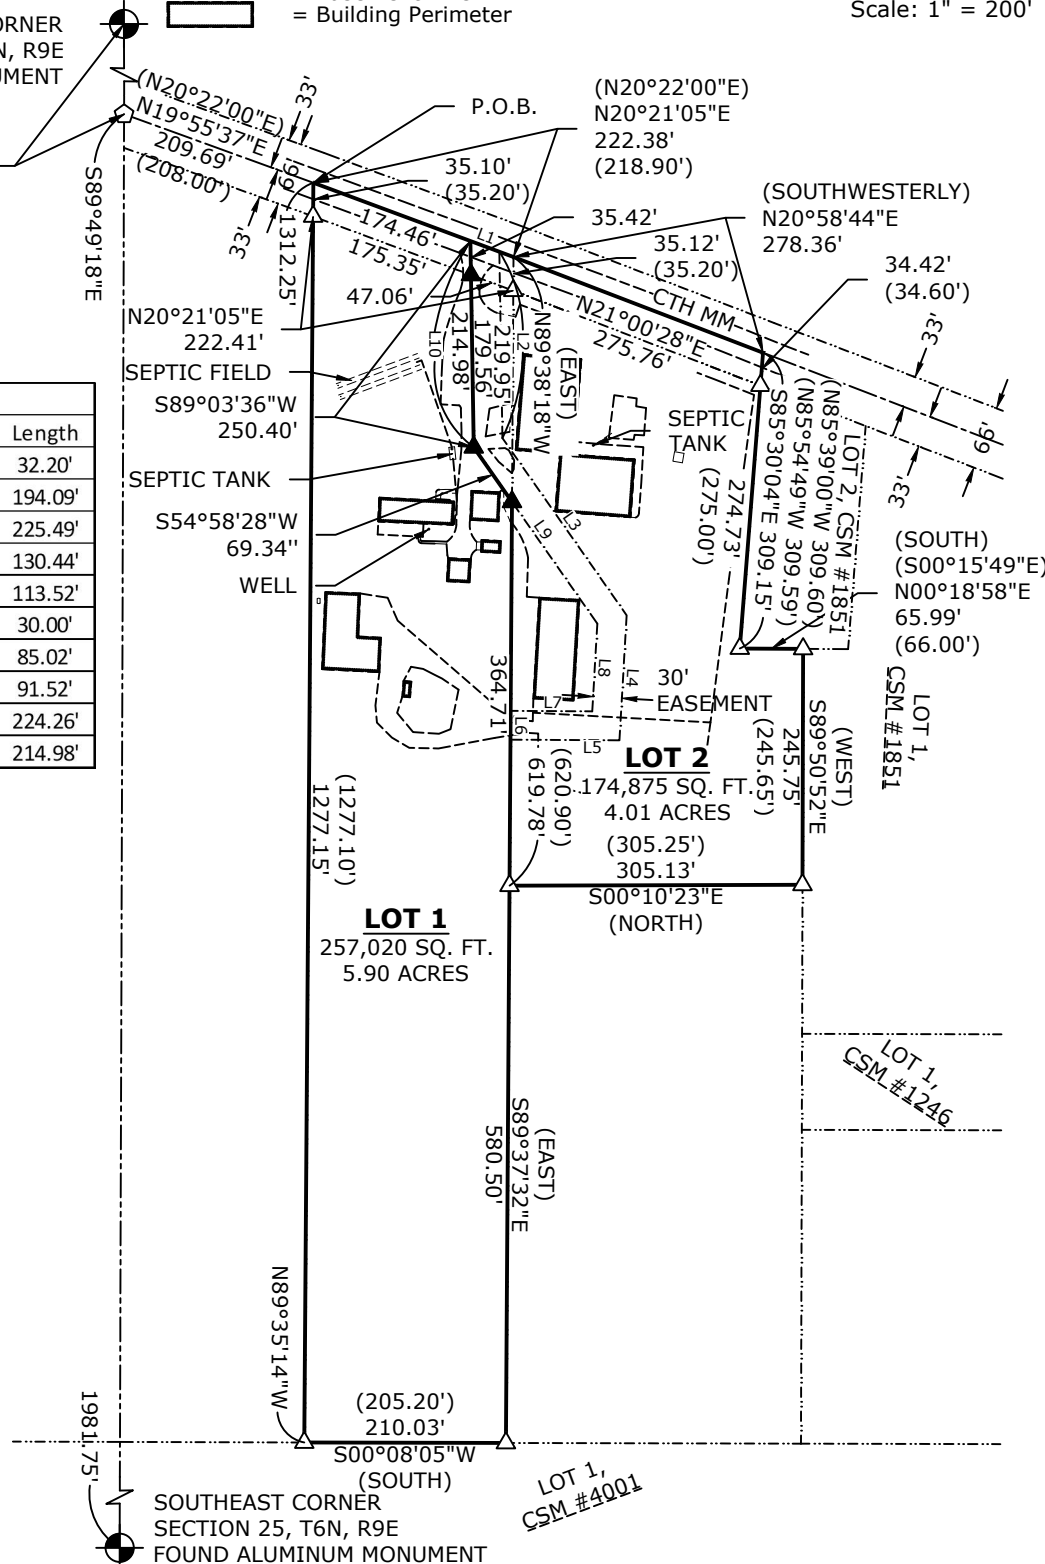 = Building Perimeter
Scale: 1" = 200'
ORNER
N, R9E
UMENT
(N20°22'00"E)
N19°55'37"E
209.69'
(208.00')
33'
66'
33'
P.O.B.
(N20°22'00"E)
N20°21'05"E
222.38'
(218.90')
35.10'
(35.20')
174.46'
175.35'
L1
35.42'
(SOUTHWESTERLY)
N20°58'44"E
278.36'
35.12'
(35.20')
34.42'
(34.60')
CTH MM
N21°00'28"E
275.76'
33'
66'
33'
S89°49'18"E
1312.25'
47.06'
N20°21'05"E
222.41'
SEPTIC FIELD
S89°03'36"W
250.40'
SEPTIC TANK
S54°58'28"W
69.34''
WELL
L10
214.98'
179.56'
219.95'
L2
(EAST)
N89°38'18"W
SEPTIC
TANK
274.73'
(275.00')
S85°30'04"E 309.15'
(N85°54'49"W 309.59')
(N85°39'00"W 309.60')
LOT 2, CSM #1851
(SOUTH)
(S00°15'49"E)
N00°18'58"E
65.99'
(66.00')
Length
32.20'
194.09'
225.49'
130.44'
113.52'
30.00'
85.02'
91.52'
224.26'
214.98'
L3
L9
L8
L4
L7
L6
L5
30'
EASEMENT
364.71'
LOT 1,
CSM #1851
(WEST)
S89°50'52"E
245.75'
(245.65')
LOT 2
174,875 SQ. FT.
4.01 ACRES
(620.90')
619.78'
(305.25')
305.13'
S00°10'23"E
(NORTH)
(1277.10')
1277.15'
LOT 1
257,020 SQ. FT.
5.90 ACRES
LOT 1,
CSM #1246
(EAST)
S89°37'32"E
580.50'
N89°35'14"W
(205.20')
210.03'
S00°08'05"W
(SOUTH)
LOT 1,
CSM #4001
1981.75'
SOUTHEAST CORNER
SECTION 25, T6N, R9E
FOUND ALUMINUM MONUMENT